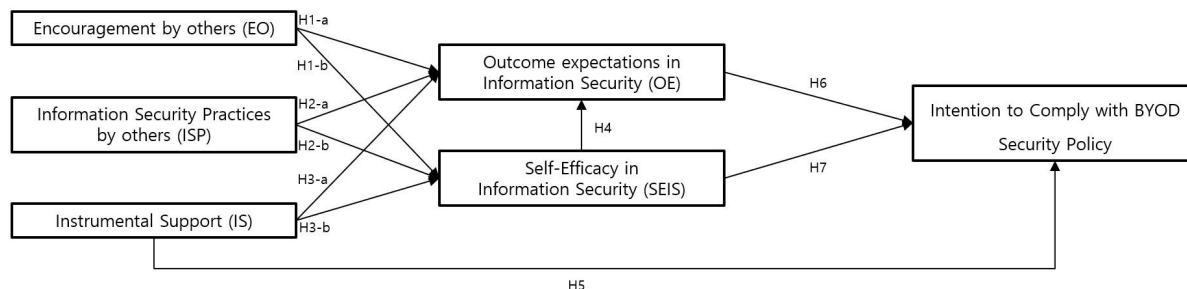 Encouragement by others (EO)
H1-a
H1-b
Outcome expectations in
Information Security (OE)
H6
Information Security Practices
by others (ISP)
H2-a
H2-b
H4
Intention to Comply with BYOD
Security Policy
H3-a
Self-Efficacy in
Information Security (SEIS)
H7
Instrumental Support (IS)
H3-b
H5